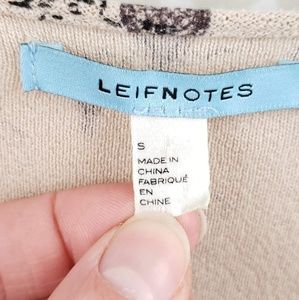 LEIFNOTES
S
MADE IN
CHINA
FABRIQUÉ
EN
CHINE